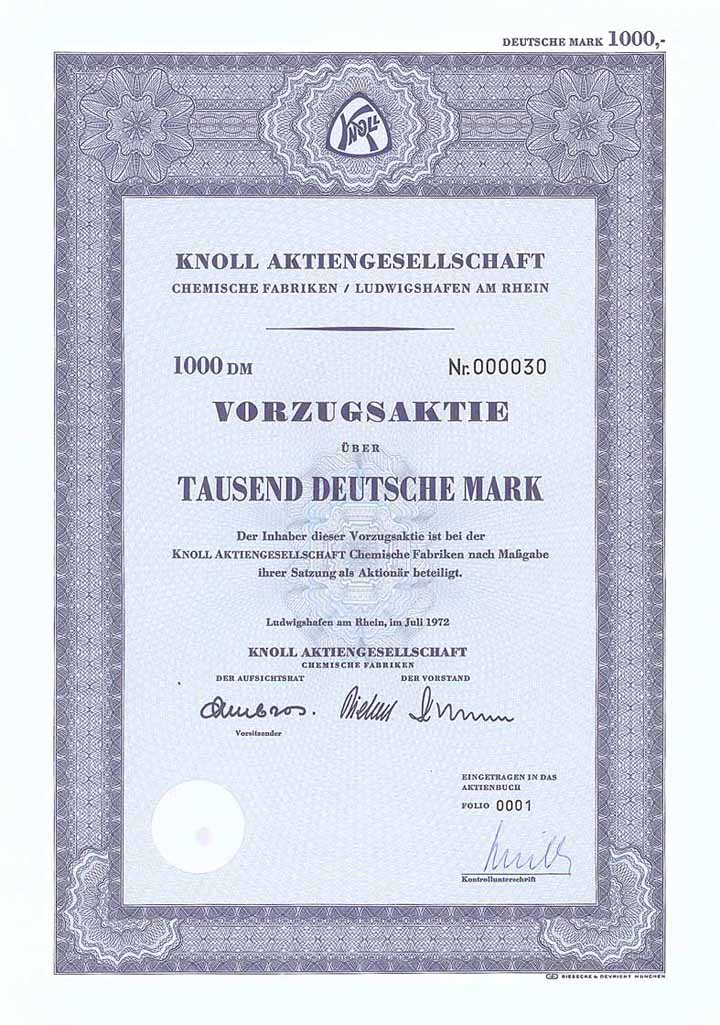 DEUTSCHE MARK 1000,-
KNOLL
KNOLL AKTIENGESELLSCHAFT
CHEMISCHE FABRIKEN / LUDWIGSHAFEN AM RHEIN
1000 DM Nr. 000030
VORZUGSAKTIE
ÜBER
TAUSEND DEUTSCHE MARK
Der Inhaber dieser Vorzugsaktie ist bei der
KNOLL AKTIENGESELLSCHAFT Chemische Fabriken nach Maßgabe
ihrer Satzung als Aktionär beteiligt.
Ludwigshafen am Rhein, im Juli 1972
KNOLL AKTIENGESELLSCHAFT
CHEMISCHE FABRIKEN
DER AUFSICHTSRAT DER VORSTAND
Ambros.
Vorsitzender
EINGETRAGEN IN DAS
AKTIENBUCH
FOLIO 0001
Kontrollunterschrift
GIESECKE & DEVRIENT MÜNCHEN